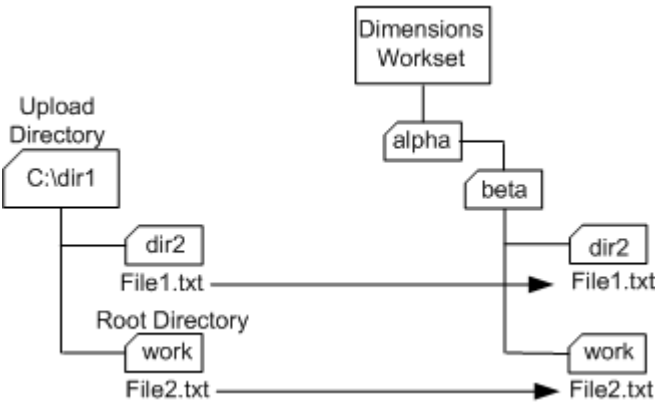 Dimensions
Workset
Upload
Directory
alpha
C:\dir1
beta
dir2
dir2
File1.txt
File1.txt
Root Directory
work
work
File2.txt
File2.txt